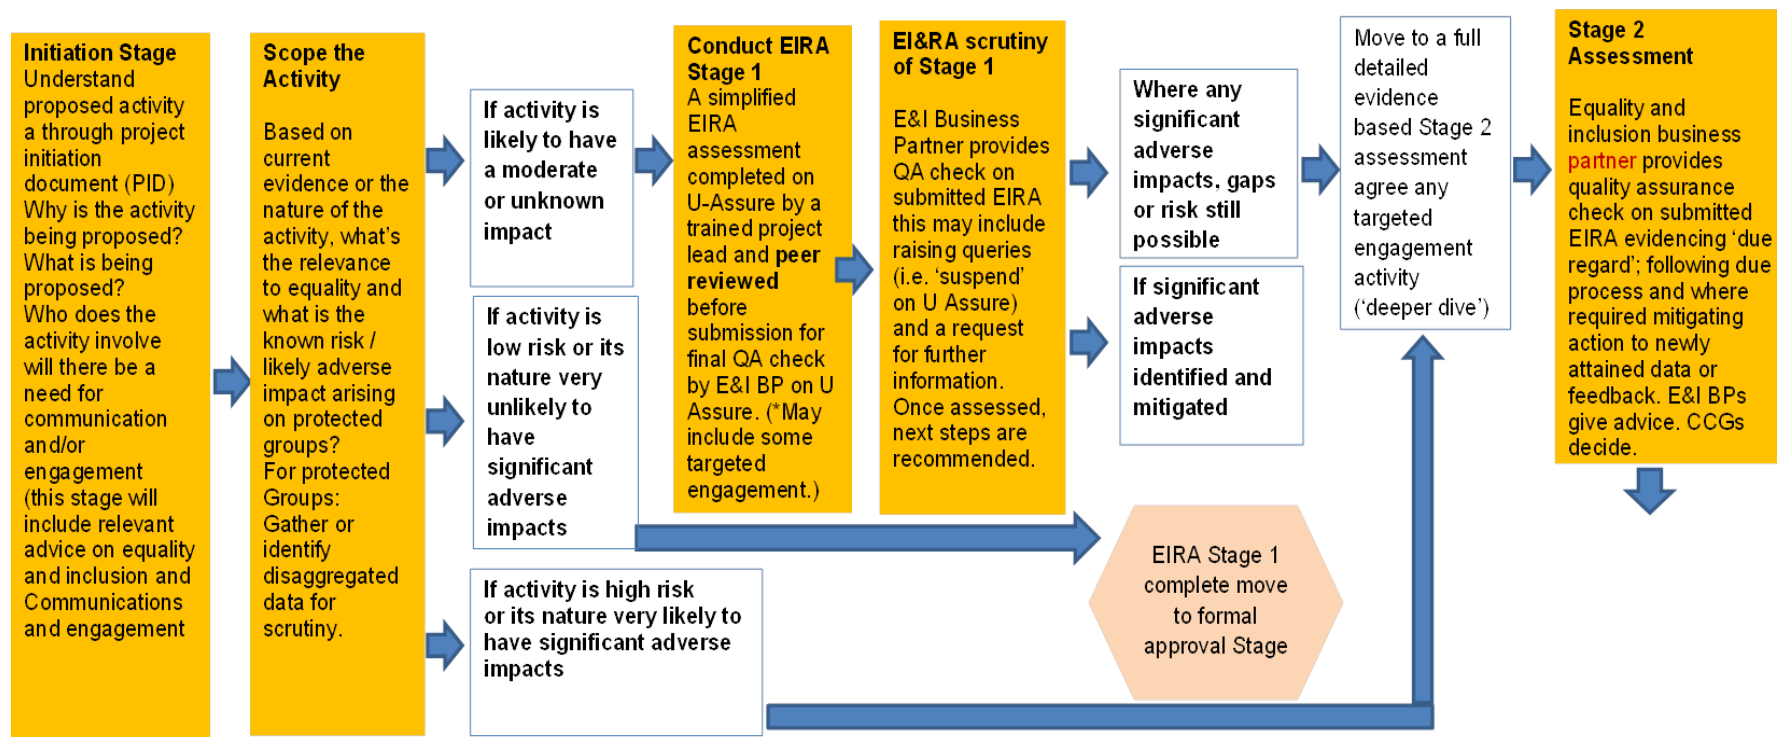 Initiation Stage
Understand
proposed activity
a through project
initiation
document (PID)
Why is the activity
being proposed?
What is being
proposed?
Who does the
activity involve
will there be a
need for
communication
and/or
engagement
(this stage will
include relevant
advice on equality
and inclusion and
Communications
and engagement
Scope the
Activity
Based on
current
evidence or the
nature of the
activity, what’s
the relevance
to equality and
what is the
known risk /
likely adverse
impact arising
on protected
groups?
For protected
Groups:
Gather or
identify
disaggregated
data for
scrutiny.
If activity is
likely to have
a moderate
or unknown
impact
If activity is
low risk or its
nature very
unlikely to
have
significant
adverse
impacts
If activity is high risk
or its nature very likely to
have significant adverse
impacts
Conduct EIRA
Stage 1
A simplified
EIRA
assessment
completed on
U-Assure by a
trained project
lead and peer
reviewed
before
submission for
final QA check
by E&I BP on U
Assure. (*May
include some
targeted
engagement.)
EI&RA scrutiny
of Stage 1
E&I Business
Partner provides
QA check on
submitted EIRA
this may include
raising queries
(i.e. ‘suspend’
on U Assure)
and a request
for further
information.
Once assessed,
next steps are
recommended.
Where any
significant
adverse
impacts, gaps
or risk still
possible
If significant
adverse
impacts
identified and
mitigated
EIRA Stage 1
complete move
to formal
approval Stage
Move to a full
detailed
evidence
based Stage 2
assessment
agree any
targeted
engagement
activity
(‘deeper dive’)
Stage 2
Assessment
Equality and
inclusion business
partner provides
quality assurance
check on submitted
EIRA evidencing ‘due
regard’; following due
process and where
required mitigating
action to newly
attained data or
feedback. E&I BPs
give advice. CCGs
decide.